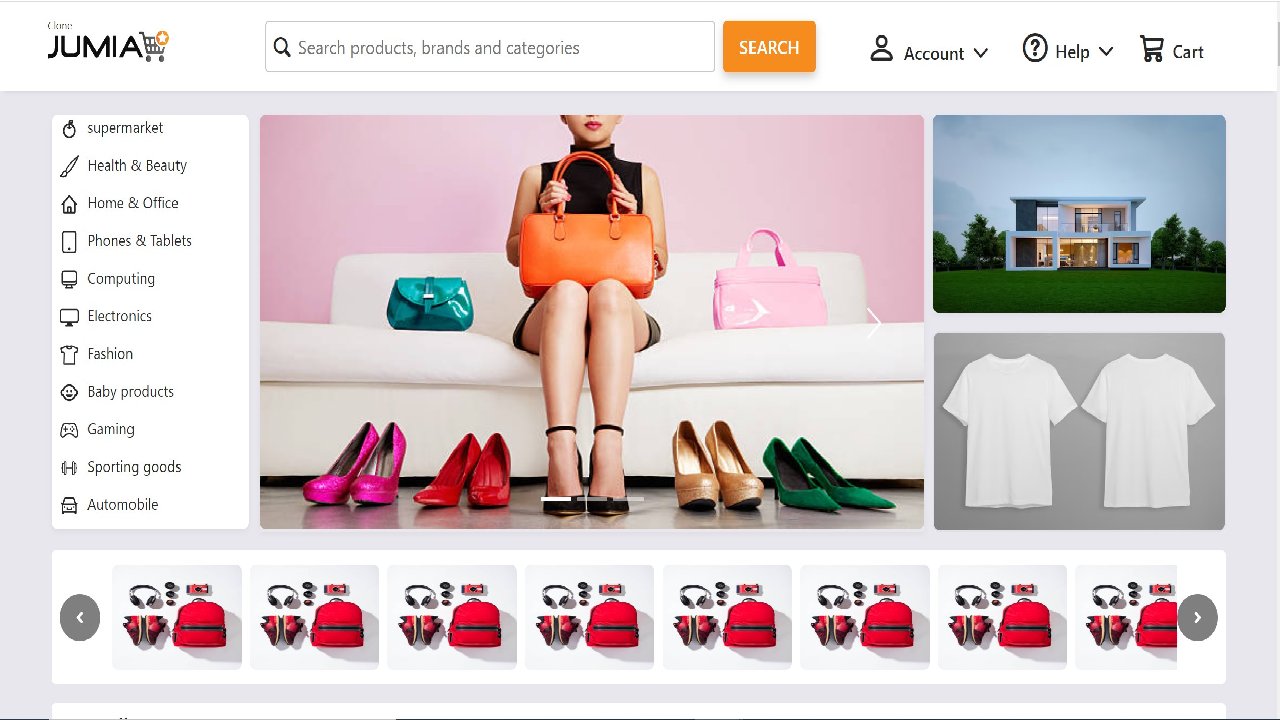 Clone
JUMIA
Search products, brands and categories
SEARCH
Account
Help
Cart
supermarket
Health & Beauty
Home & Office
Phones & Tablets
Computing
Electronics
Fashion
Baby products
Gaming
Sporting goods
Automobile